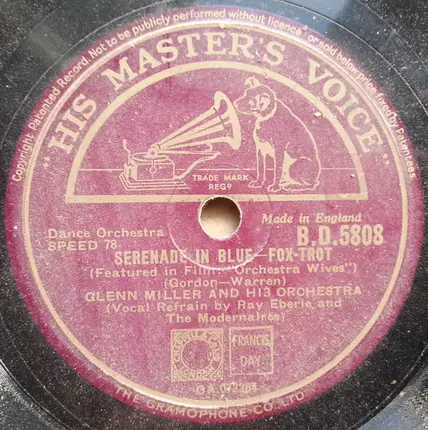 Copyright. Patented Record. Not to be publicly performed without licence or sold below price fixed by Patentees.
"HIS MASTER'S VOICE"
TRADE MARK
REGD
Dance Orchestra
SPEED 78
Made in England
B.D.5808
SERENADE IN BLUE—FOX-TROT
(Featured in Film: "Orchestra Wives")
(Gordon—Warren)
GLENN MILLER AND HIS ORCHESTRA
(Vocal Refrain by Ray Eberle and
The Modernaires)
FRANCIS
DAY
THE GRAMOPHONE CO. LTD